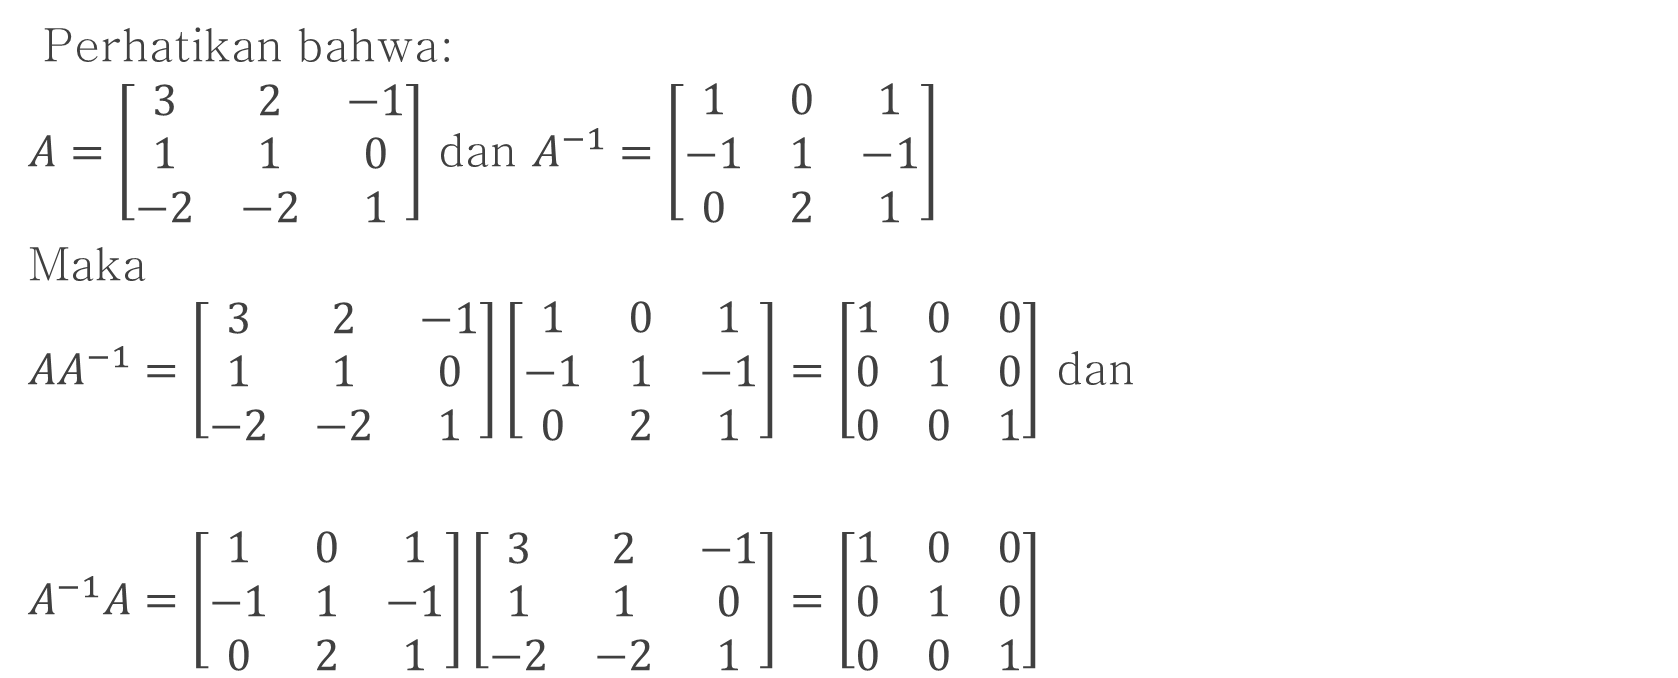 Perhatikan bahwa:
A = [3 2 −1; 1 1 0; −2 −2 1] dan A⁻¹ = [1 0 1; −1 1 −1; 0 2 1]
Maka
AA⁻¹ = [3 2 −1; 1 1 0; −2 −2 1][1 0 1; −1 1 −1; 0 2 1] = [1 0 0; 0 1 0; 0 0 1] dan
A⁻¹A = [1 0 1; −1 1 −1; 0 2 1][3 2 −1; 1 1 0; −2 −2 1] = [1 0 0; 0 1 0; 0 0 1]